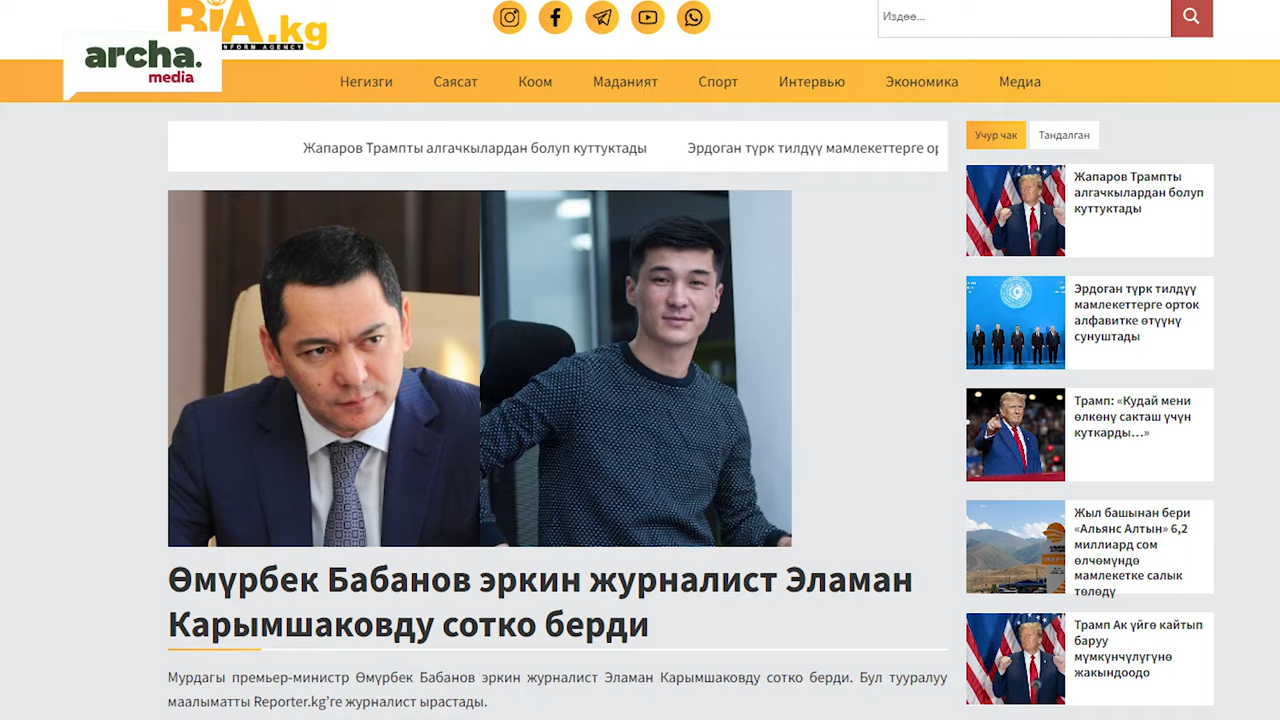 BiA.kg
INFORM AGENCY
archa.
media
Издөө...
Негизги Саясат Коом Маданият Спорт Интервью Экономика Медиа
Жапаров Трампты алгачкылардан болуп куттуктады Эрдоган түрк тилдүү мамлекеттерге ор
Өмүрбек Бабанов эркин журналист Эламан
Карымшаковду сотко берди
Мурдагы премьер-министр Өмүрбек Бабанов эркин журналист Эламан Карымшаковду сотко берди. Бул тууралуу
маалыматты Reporter.kg'ге журналист ырастады.
Учур чак Тандалган
Жапаров Трампты
алгачкылардан болуп
куттуктады
Эрдоган түрк тилдүү
мамлекеттерге орток
алфавитке өтүүнү
сунуштады
Трамп: «Кудай мени
өлкөнү сакташ үчүн
куткарды...»
Жыл башынан бери
«Альянс Алтын» 6,2
миллиард сом
өлчөмүндө
мамлекетке салык
төлөдү
Трамп Ак үйгө кайтып
баруу
мүмкүнчүлүгүнө
жакындоодо